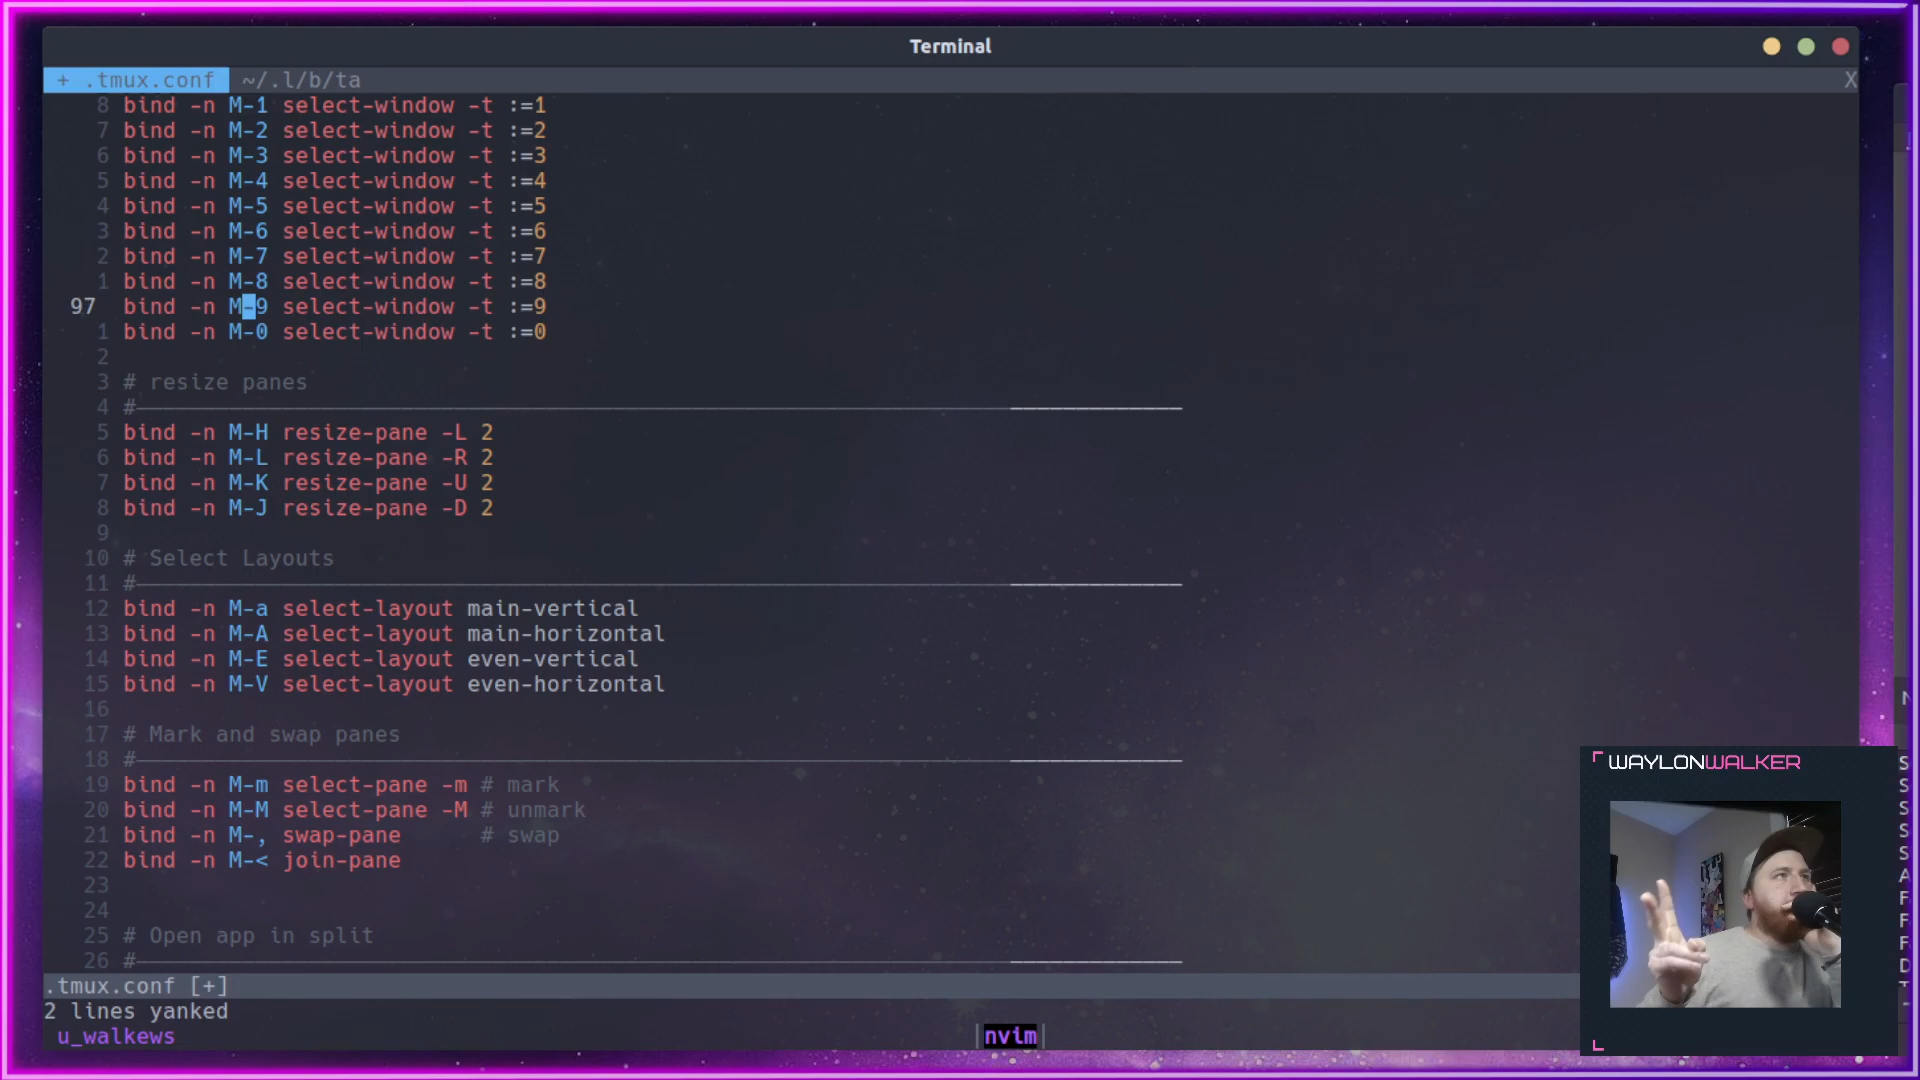 Terminal
+ .tmux.conf ~/.l/b/ta X
8 bind -n M-1 select-window -t :=1
7 bind -n M-2 select-window -t :=2
6 bind -n M-3 select-window -t :=3
5 bind -n M-4 select-window -t :=4
4 bind -n M-5 select-window -t :=5
3 bind -n M-6 select-window -t :=6
2 bind -n M-7 select-window -t :=7
1 bind -n M-8 select-window -t :=8
97 bind -n M-9 select-window -t :=9
1 bind -n M-0 select-window -t :=0
2
3 # resize panes
4 #
5 bind -n M-H resize-pane -L 2
6 bind -n M-L resize-pane -R 2
7 bind -n M-K resize-pane -U 2
8 bind -n M-J resize-pane -D 2
9
10 # Select Layouts
11 #
12 bind -n M-a select-layout main-vertical
13 bind -n M-A select-layout main-horizontal
14 bind -n M-E select-layout even-vertical
15 bind -n M-V select-layout even-horizontal
16
17 # Mark and swap panes
18 #
19 bind -n M-m select-pane -m # mark
20 bind -n M-M select-pane -M # unmark
21 bind -n M-, swap-pane # swap
22 bind -n M-< join-pane
23
24
25 # Open app in split
26 #
.tmux.conf [+]
2 lines yanked
u_walkews |nvim|
WAYLONWALKER